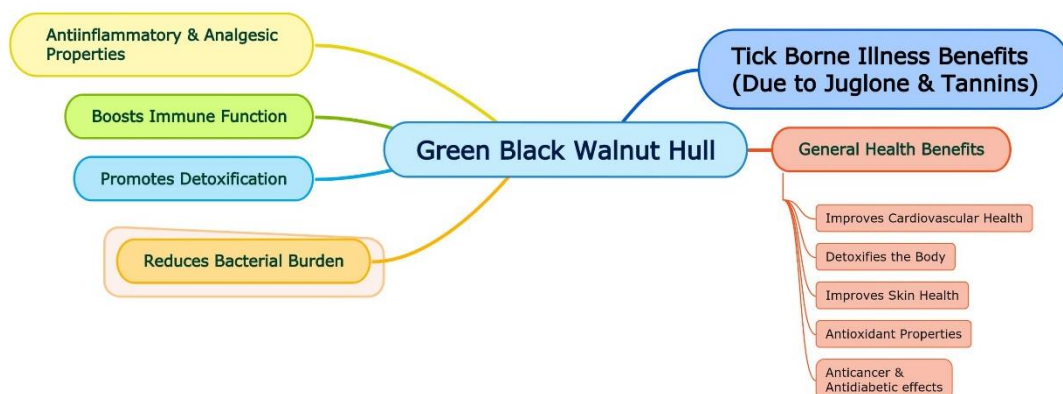 Antiinflammatory & Analgesic
Properties
Boosts Immune Function
Promotes Detoxification
Reduces Bacterial Burden
Green Black Walnut Hull
Tick Borne Illness Benefits
(Due to Juglone & Tannins)
General Health Benefits
Improves Cardiovascular Health
Detoxifies the Body
Improves Skin Health
Antioxidant Properties
Anticancer &
Antidiabetic effects